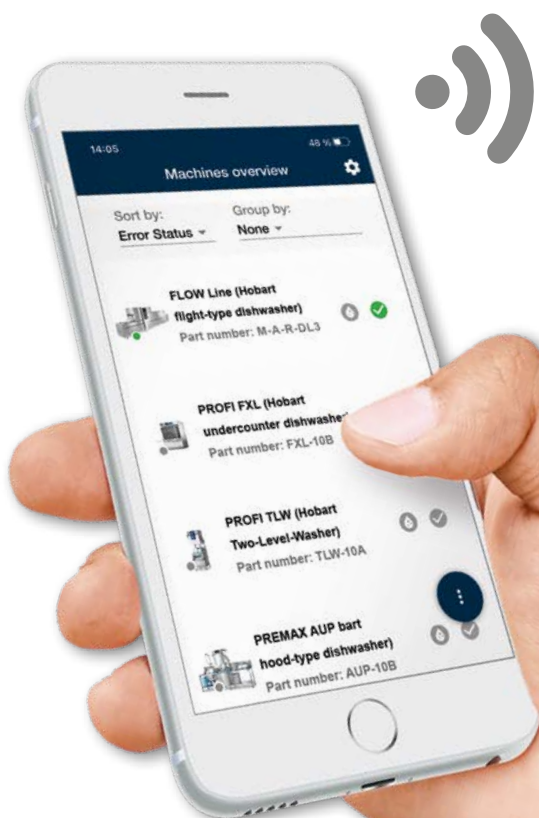 14:05 48 %
Machines overview
Sort by: Group by:
Error Status None
FLOW Line (Hobart
flight-type dishwasher)
Part number: M-A-R-DL3
PROFI FXL (Hobart
undercounter dishwasher
Part number: FXL-10B
PROFI TLW (Hobart
Two-Level-Washer)
Part number: TLW-10A
PREMAX AUP bart
hood-type dishwasher)
Part number: AUP-10B